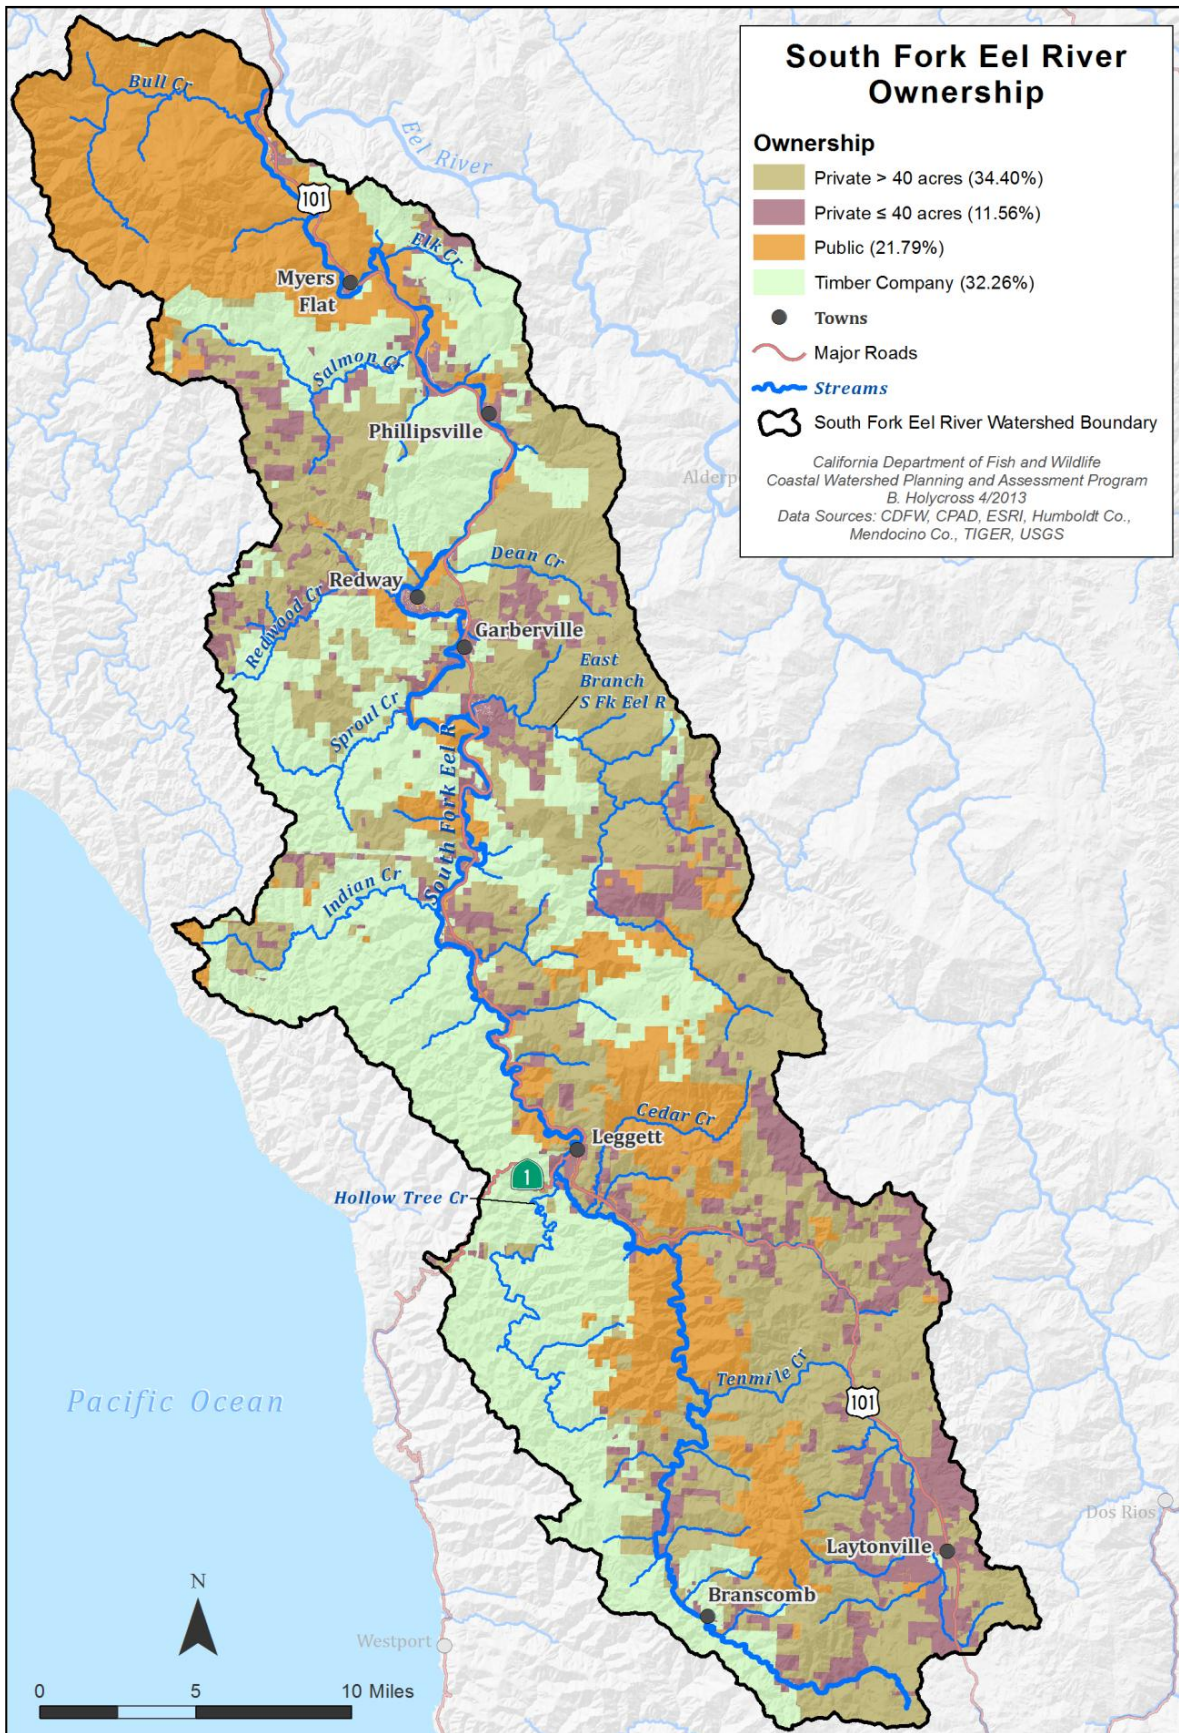 South Fork Eel River
Ownership
Ownership
Private > 40 acres (34.40%)
Private ≤ 40 acres (11.56%)
Public (21.79%)
Timber Company (32.26%)
Towns
Major Roads
Streams
South Fork Eel River Watershed Boundary
California Department of Fish and Wildlife
Coastal Watershed Planning and Assessment Program
B. Holycross 4/2013
Data Sources: CDFW, CPAD, ESRI, Humboldt Co.,
Mendocino Co., TIGER, USGS
Bull Cr
Eel River
101
Elk Cr
Myers
Flat
Salmon Cr
Phillipsville
Alderp
Dean Cr
Redway
Redwood Cr
Garberville
East
Branch
S Fk Eel R
Sproul Cr
South Fork Eel R
Indian Cr
Cedar Cr
Leggett
1
Hollow Tree Cr
Tenmile Cr
101
Pacific Ocean
Dos Rios
Laytonville
Branscomb
Westport
N
0 5 10 Miles